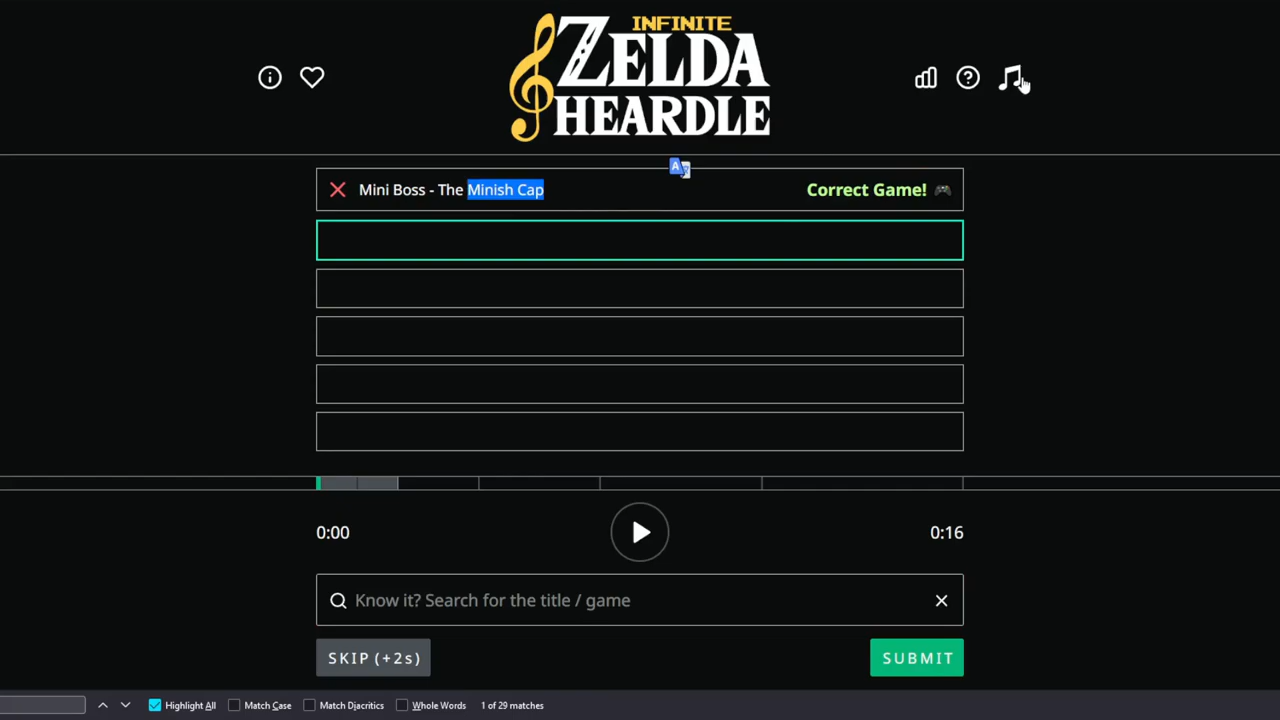 INFINITE
ZELDA
HEARDLE
Mini Boss - The Minish Cap Correct Game!
0:00 0:16
Know it? Search for the title / game
SKIP (+2s) SUBMIT
Highlight All Match Case Match Diacritics Whole Words 1 of 29 matches